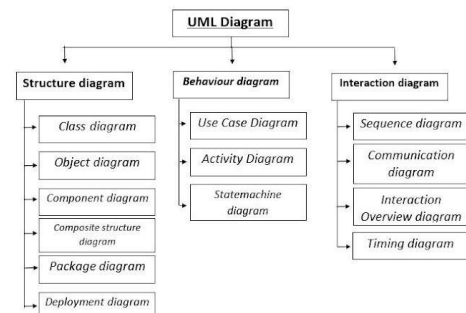 UML Diagram
Structure diagram
Class diagram
Object diagram
Component diagram
Composite structure
diagram
Package diagram
Deployment diagram
Behaviour diagram
Use Case Diagram
Activity Diagram
Statemachine
diagram
Interaction diagram
Sequence diagram
Communication
diagram
Interaction
Overview diagram
Timing diagram